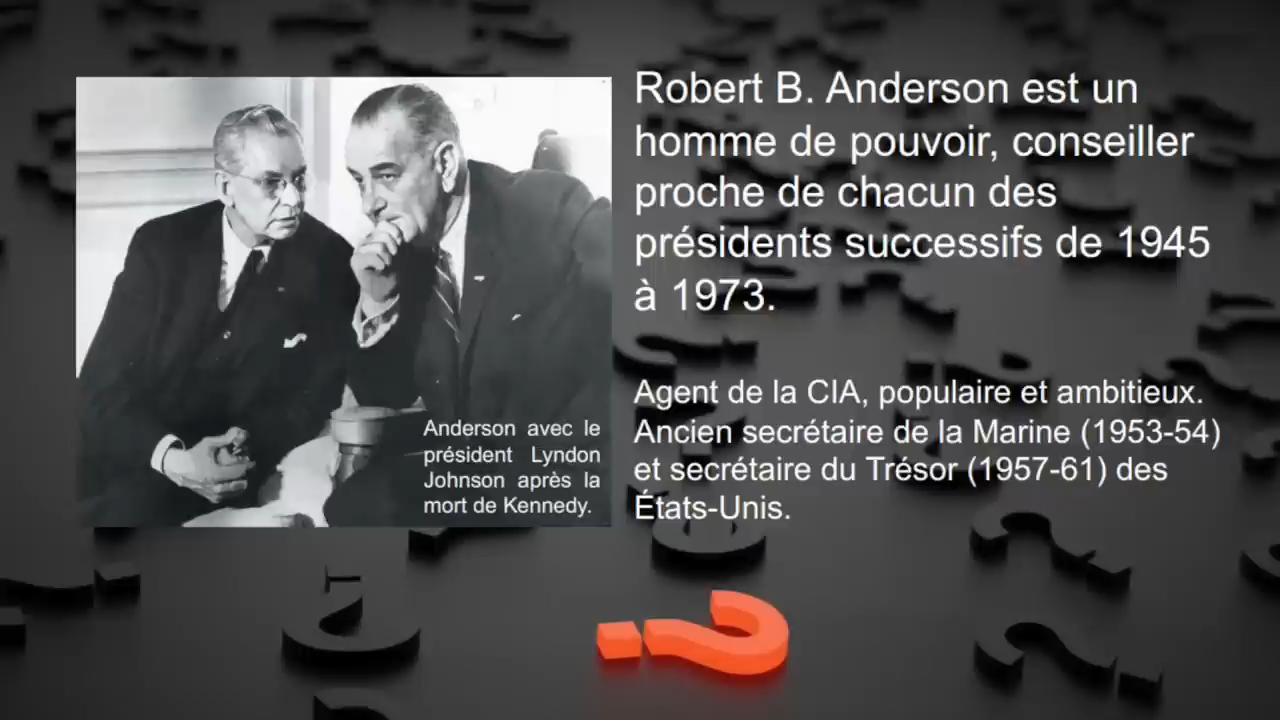 Robert B. Anderson est un
homme de pouvoir, conseiller
proche de chacun des
présidents successifs de 1945
à 1973.
Agent de la CIA, populaire et ambitieux.
Ancien secrétaire de la Marine (1953-54)
et secrétaire du Trésor (1957-61) des
États-Unis.
Anderson avec le
président Lyndon
Johnson après la
mort de Kennedy.